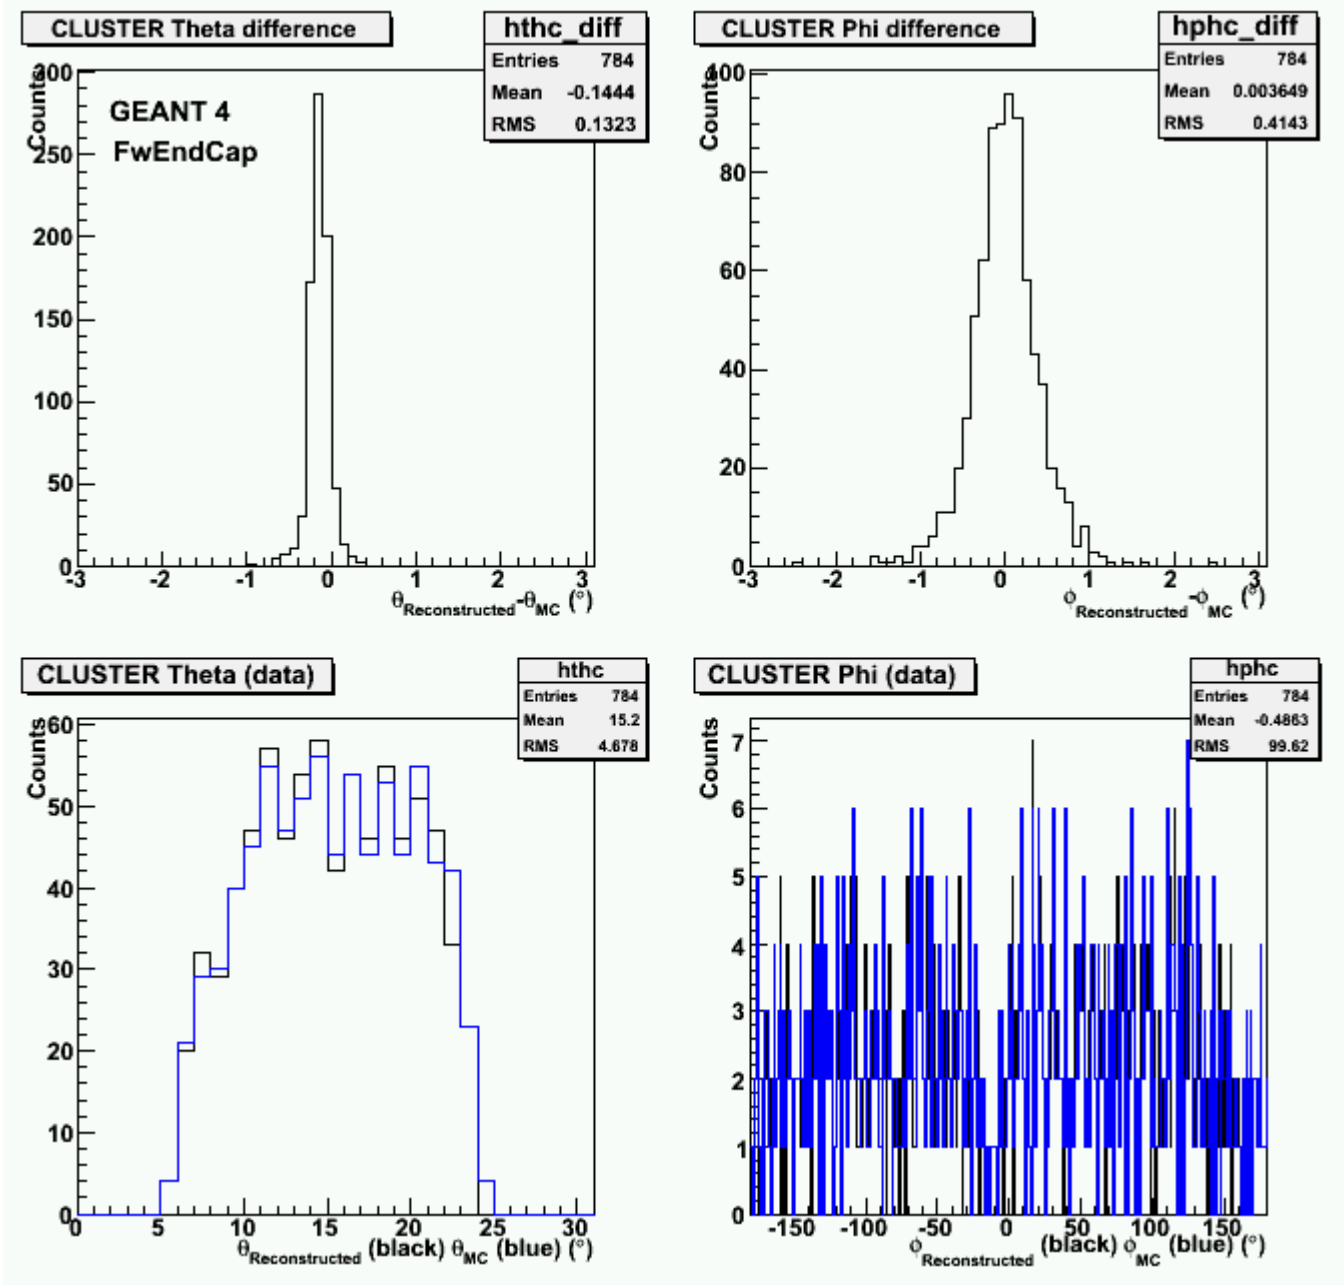 CLUSTER Theta difference
hthc_diff
Entries 784
Mean -0.1444
RMS 0.1323
Counts
GEANT 4
FwEndCap
300
250
200
150
100
50
0
-3 -2 -1 0 1 2 3
θReconstructed-θMC (°)
CLUSTER Phi difference
hphc_diff
Entries 784
Mean 0.003649
RMS 0.4143
Counts
100
80
60
40
20
0
-3 -2 -1 0 1 2 3
ϕReconstructed-ϕMC (°)
CLUSTER Theta (data)
hthc
Entries 784
Mean 15.2
RMS 4.678
Counts
60
50
40
30
20
10
0
0 5 10 15 20 25 30
θReconstructed (black) θMC (blue) (°)
CLUSTER Phi (data)
hphc
Entries 784
Mean -0.4863
RMS 99.62
Counts
7
6
5
4
3
2
1
0
-150 -100 -50 0 50 100 150
ϕReconstructed (black) ϕMC (blue) (°)